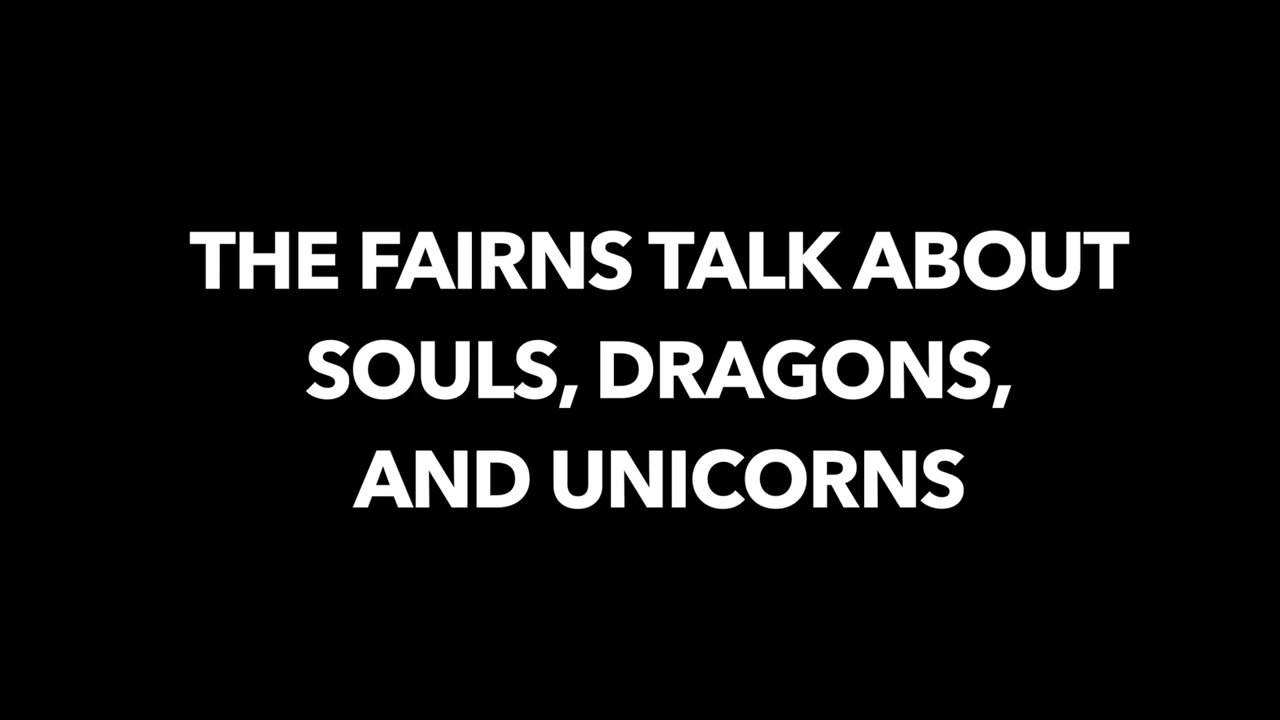 THE FAIRNS TALK ABOUT
SOULS, DRAGONS,
AND UNICORNS